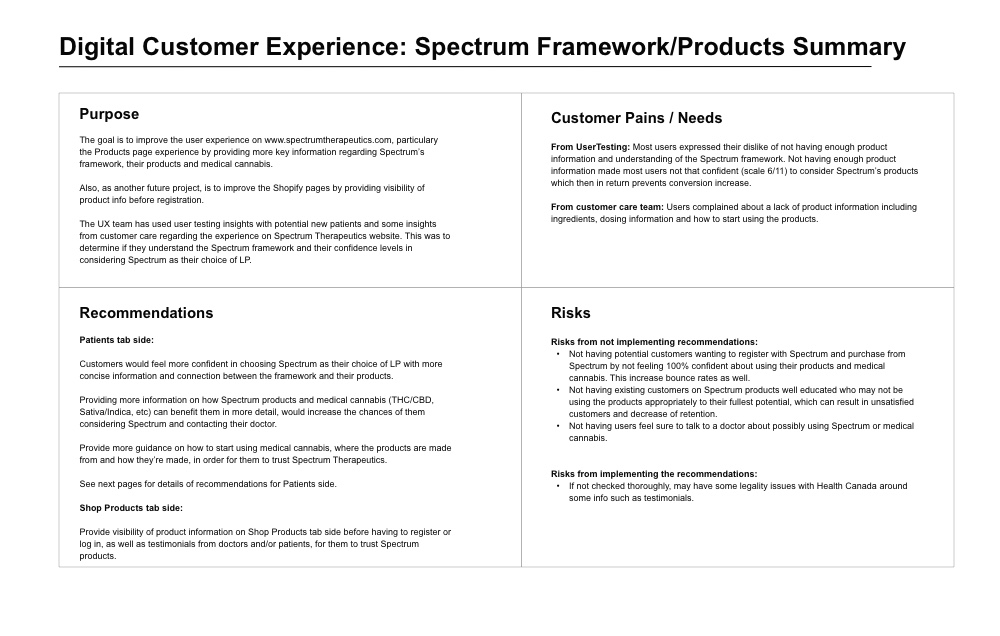 Digital Customer Experience: Spectrum Framework/Products Summary
Purpose
The goal is to improve the user experience on www.spectrumtherapeutics.com, particulary
the Products page experience by providing more key information regarding Spectrum's
framework, their products and medical cannabis.
Also, as another future project, is to improve the Shopify pages by providing visibility of
product info before registration.
The UX team has used user testing insights with potential new patients and some insights
from customer care regarding the experience on Spectrum Therapeutics website. This was to
determine if they understand the Spectrum framework and their confidence levels in
considering Spectrum as their choice of LP.
Customer Pains / Needs
From UserTesting: Most users expressed their dislike of not having enough product
information and understanding of the Spectrum framework. Not having enough product
information made most users not that confident (scale 6/11) to consider Spectrum's products
which then in return prevents conversion increase.
From customer care team: Users complained about a lack of product information including
ingredients, dosing information and how to start using the products.
Recommendations
Patients tab side:
Customers would feel more confident in choosing Spectrum as their choice of LP with more
concise information and connection between the framework and their products.
Providing more information on how Spectrum products and medical cannabis (THC/CBD,
Sativa/Indica, etc) can benefit them in more detail, would increase the chances of them
considering Spectrum and contacting their doctor.
Provide more guidance on how to start using medical cannabis, where the products are made
from and how they're made, in order for them to trust Spectrum Therapeutics.
See next pages for details of recommendations for Patients side.
Shop Products tab side:
Provide visibility of product information on Shop Products tab side before having to register or
log in, as well as testimonials from doctors and/or patients, for them to trust Spectrum
products.
Risks
Risks from not implementing recommendations:
• Not having potential customers wanting to register with Spectrum and purchase from
Spectrum by not feeling 100% confident about using their products and medical
cannabis. This increase bounce rates as well.
• Not having existing customers on Spectrum products well educated who may not be
using the products appropriately to their fullest potential, which can result in unsatisfied
customers and decrease of retention.
• Not having users feel sure to talk to a doctor about possibly using Spectrum or medical
cannabis.
Risks from implementing the recommendations:
• If not checked thoroughly, may have some legality issues with Health Canada around
some info such as testimonials.